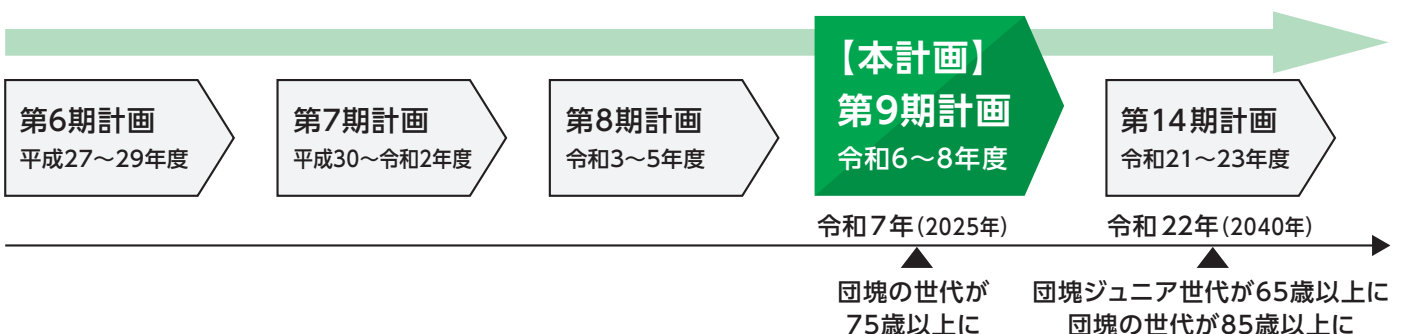 第6期計画
平成27～29年度
第7期計画
平成30～令和2年度
第8期計画
令和3～5年度
【本計画】
第9期計画
令和6～8年度
第14期計画
令和21～23年度
令和7年(2025年)
団塊の世代が
75歳以上に
令和22年(2040年)
団塊ジュニア世代が65歳以上に
団塊の世代が85歳以上に